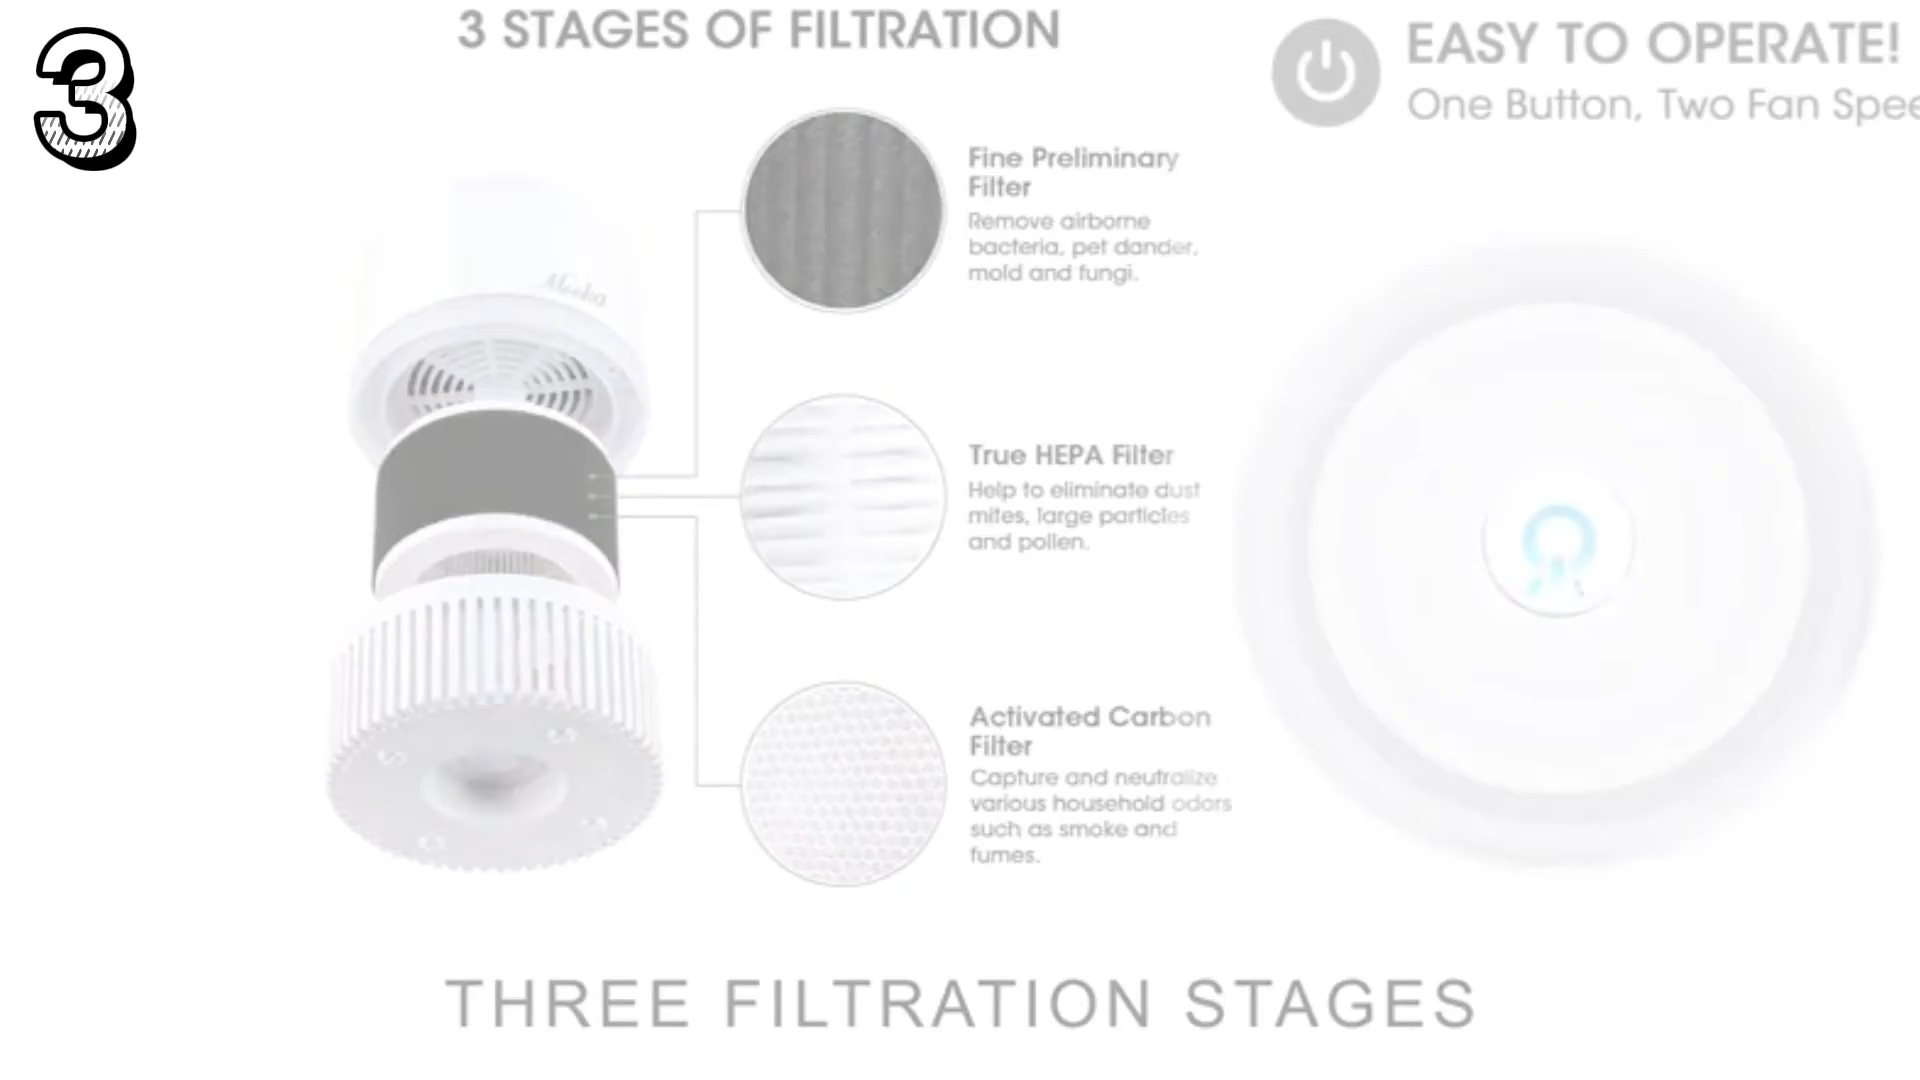 3
3 STAGES OF FILTRATION
EASY TO OPERATE!
One Button, Two Fan
Fine Preliminary
Filter
Remove airborne
bacteria, pet dander,
mold and fungi.
True HEPA Filter
Help to eliminate dust
mites, large particles
and pollen.
Activated Carbon
Filter
Capture and neutralize
various household odors
such as smoke and
fumes.
THREE FILTRATION STAGES